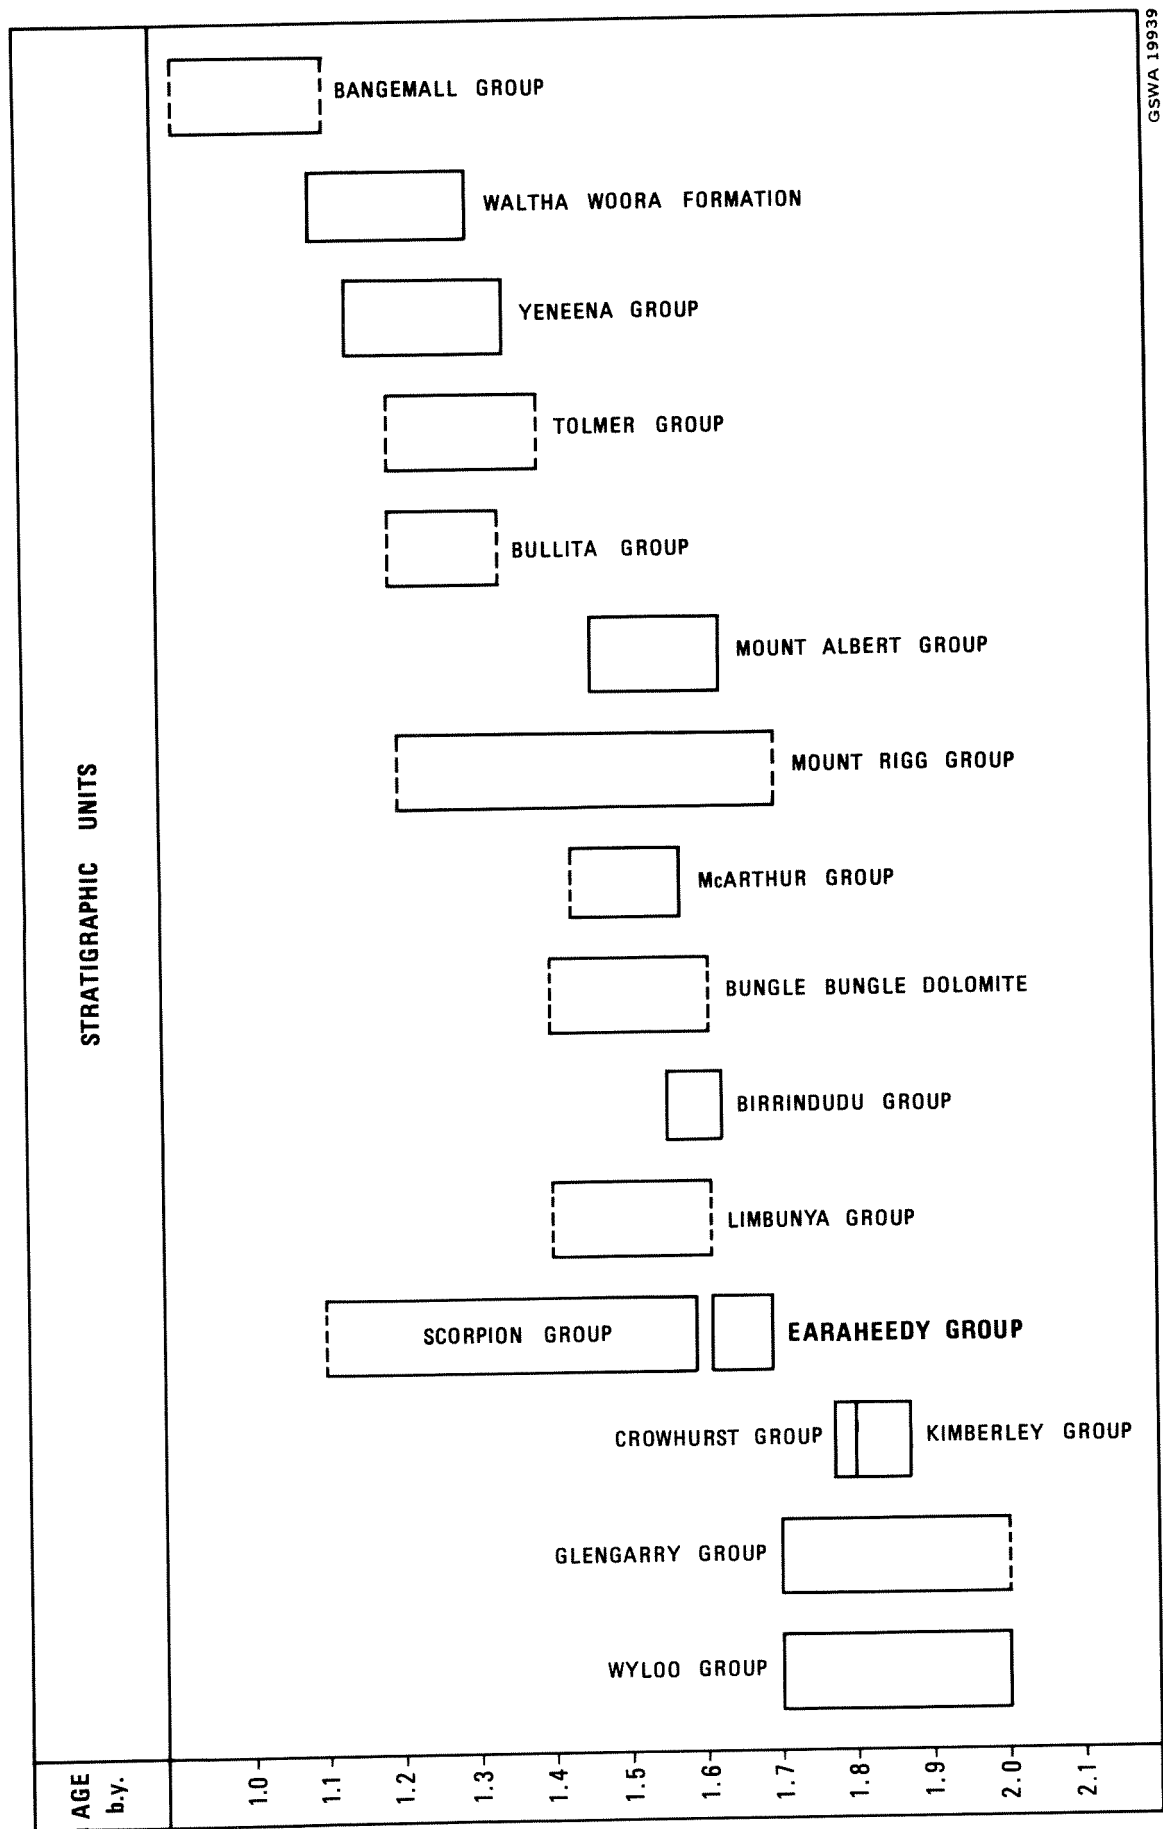 GSWA 19939
BANGEMALL GROUP
WALTHA WOORA FORMATION
YENEENA GROUP
TOLMER GROUP
BULLITA GROUP
MOUNT ALBERT GROUP
STRATIGRAPHIC UNITS
MOUNT RIGG GROUP
McARTHUR GROUP
BUNGLE BUNGLE DOLOMITE
BIRRINDUDU GROUP
LIMBUNYA GROUP
SCORPION GROUP
EARAHEEDY GROUP
CROWHURST GROUP
KIMBERLEY GROUP
GLENGARRY GROUP
WYLOO GROUP
AGE
b.y.
1.0
1.1
1.2
1.3
1.4
1.5
1.6
1.7
1.8
1.9
2.0
2.1